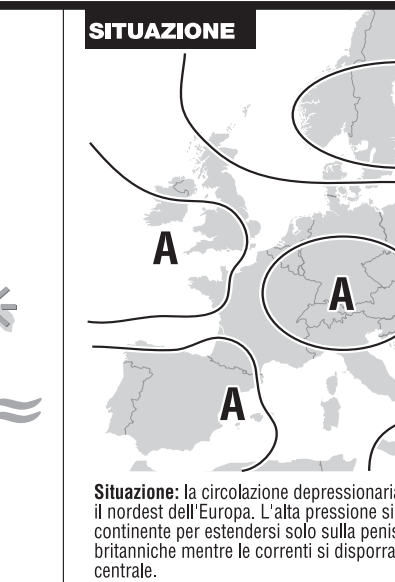 SITUAZIONE
A
A
A
Situazione: la circolazione depressionaria
il nordest dell'Europa. L'alta pressione si
continente per estendersi solo sulla penis
britanniche mentre le correnti si disporra
centrale.